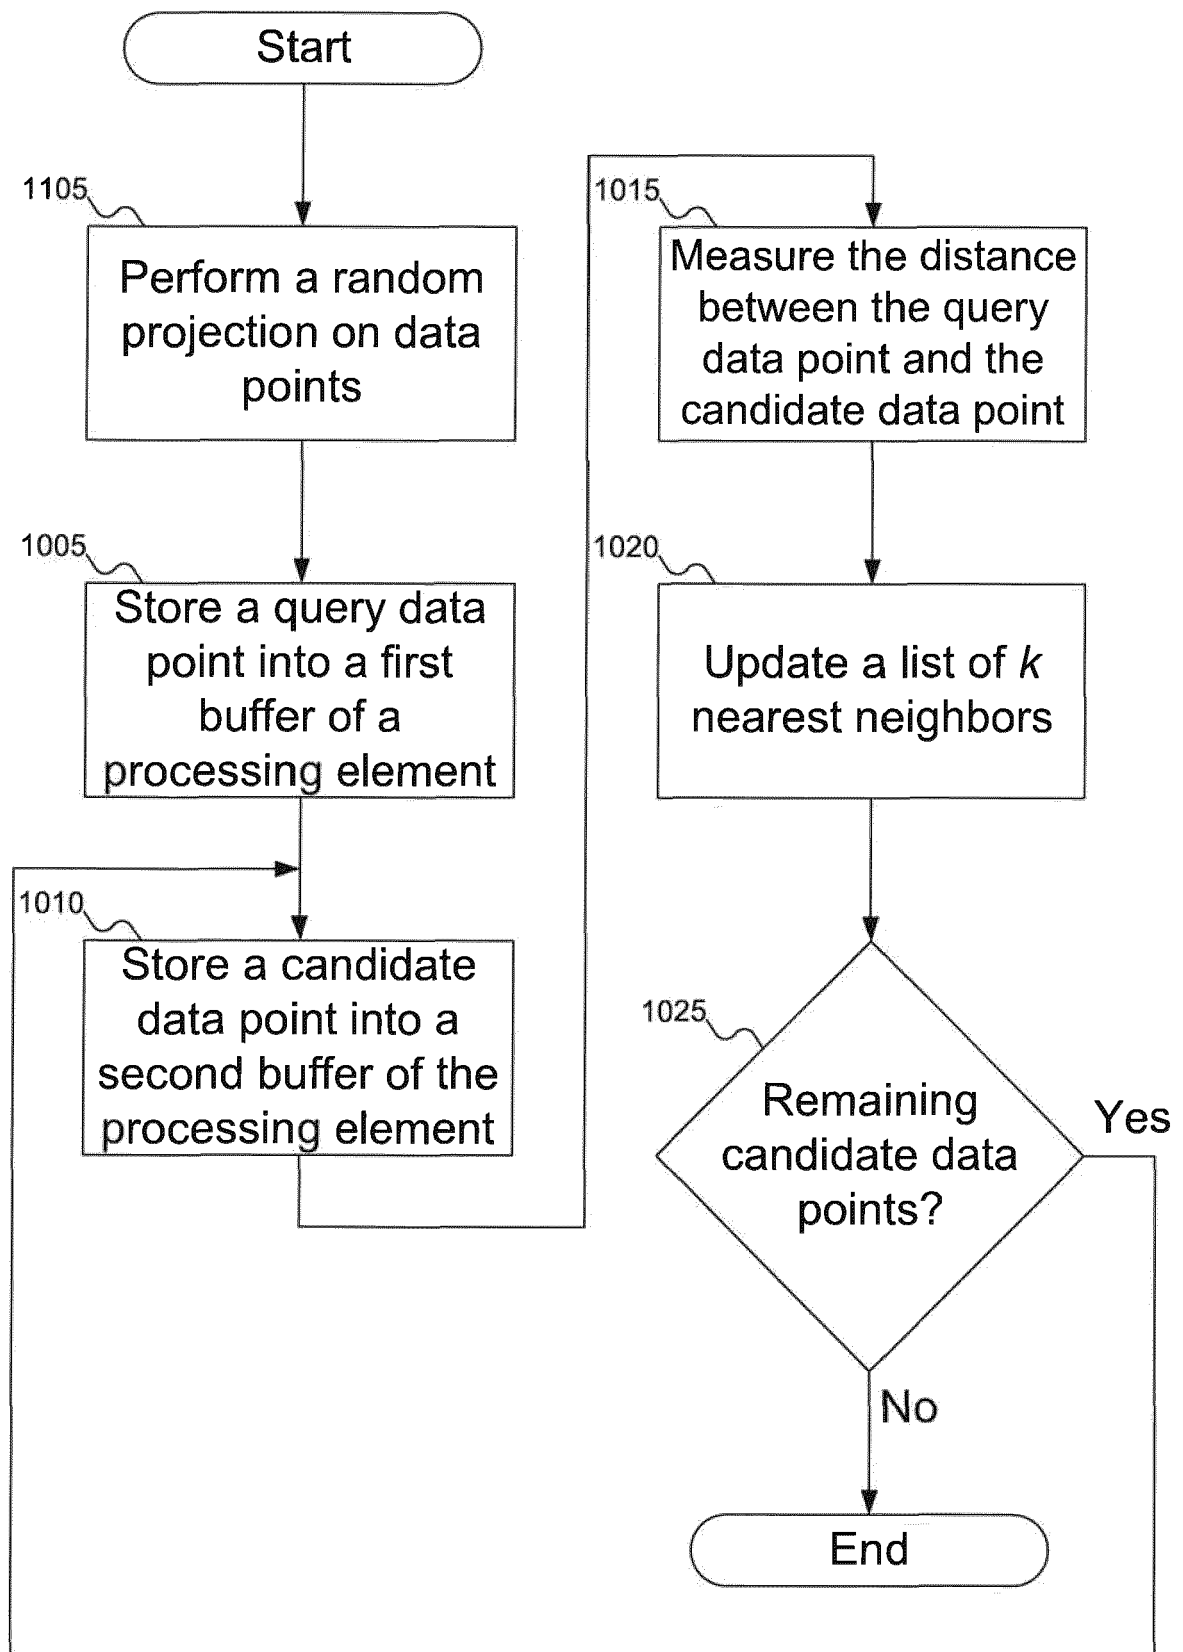 Start
1105
Perform a random
projection on data
points
1005
Store a query data
point into a first
buffer of a
processing element
1010
Store a candidate
data point into a
second buffer of the
processing element
1015
Measure the distance
between the query
data point and the
candidate data point
1020
Update a list of k
nearest neighbors
1025
Remaining
candidate data
points?
Yes
No
End